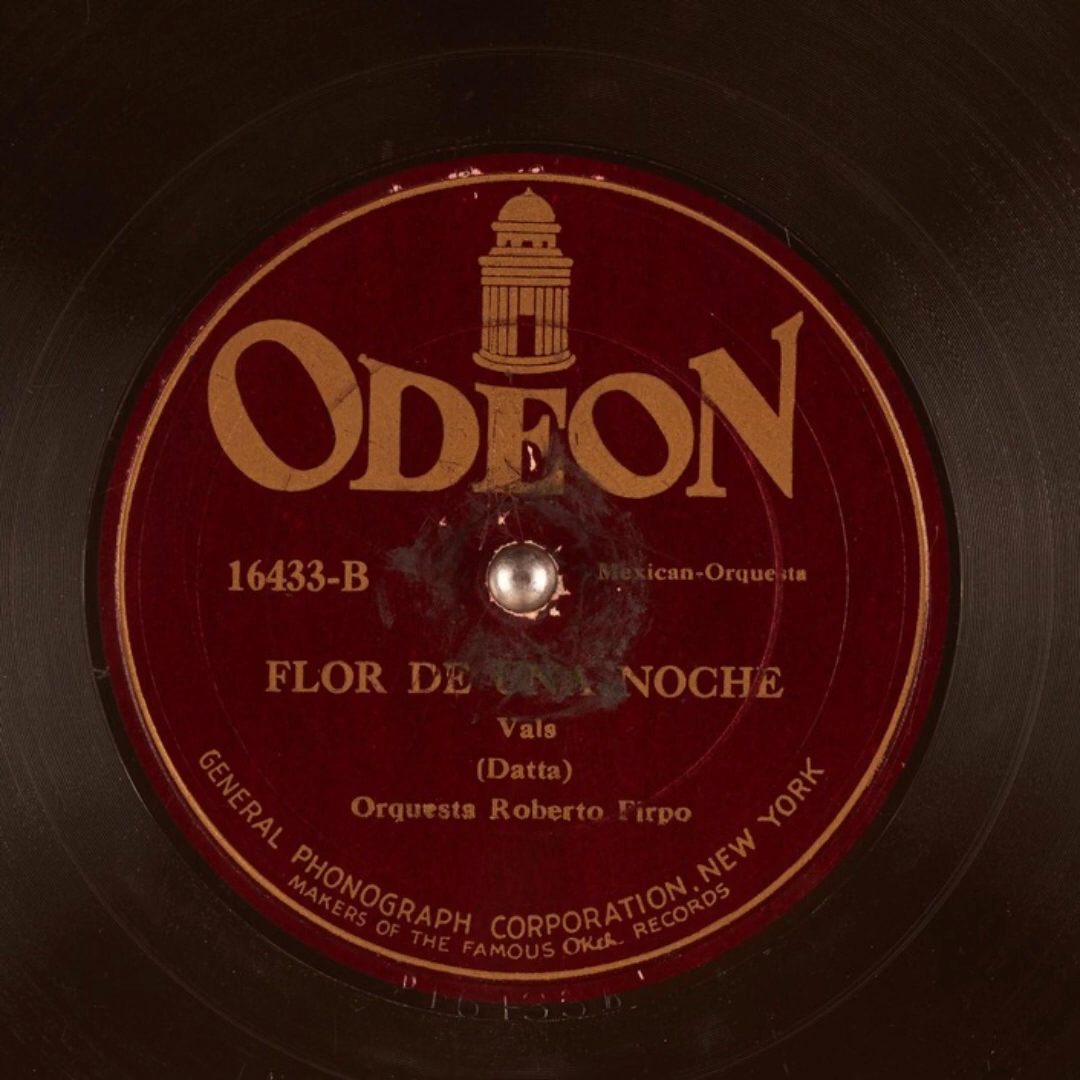 ODEON
16433-B
Mexican-Orquesta
FLOR DE UNA NOCHE
Vals
(Datta)
Orquesta Roberto Firpo
GENERAL PHONOGRAPH CORPORATION, NEW YORK
MAKERS OF THE FAMOUS OKeh RECORDS